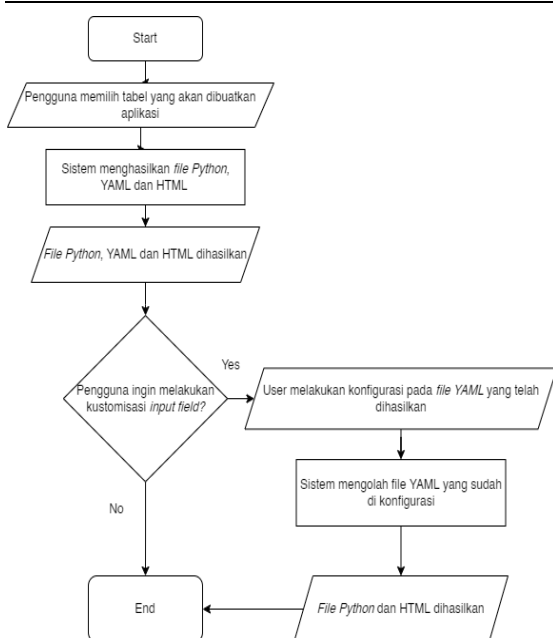 Start
Pengguna memilih tabel yang akan dibuatkan
aplikasi
Sistem menghasilkan file Python,
YAML dan HTML
File Python, YAML dan HTML dihasilkan
Pengguna ingin melakukan
kustomisasi input field?
Yes
User melakukan konfigurasi pada file YAML yang telah
dihasilkan
Sistem mengolah file YAML yang sudah
di konfigurasi
No
End
File Python dan HTML dihasilkan